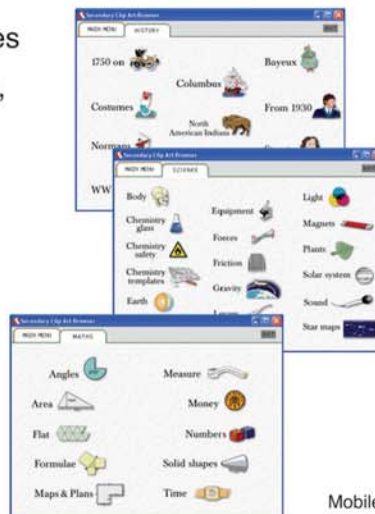 es
,
Secondary Clip Art Browser
MAIN MENU HISTORY EXIT
1750 on
Bayeux
Columbus
Costumes
From 1930
North
American Indians
Normans
WW
Secondary Clip Art Browser
MAIN MENU SCIENCE
Body
Light
Equipment
Chemistry
glass
Magnets
Forces
Chemistry
safety
Plants
Friction
Chemistry
templates
Solar system
Gravity
Earth
Sound
Star maps
Secondary Clip Art Browser
MAIN MENU MATHS EXIT
Angles
Measure
Area
Money
Flat
Numbers
Formulae
Solid shapes
Maps & Plans
Time
Mobile